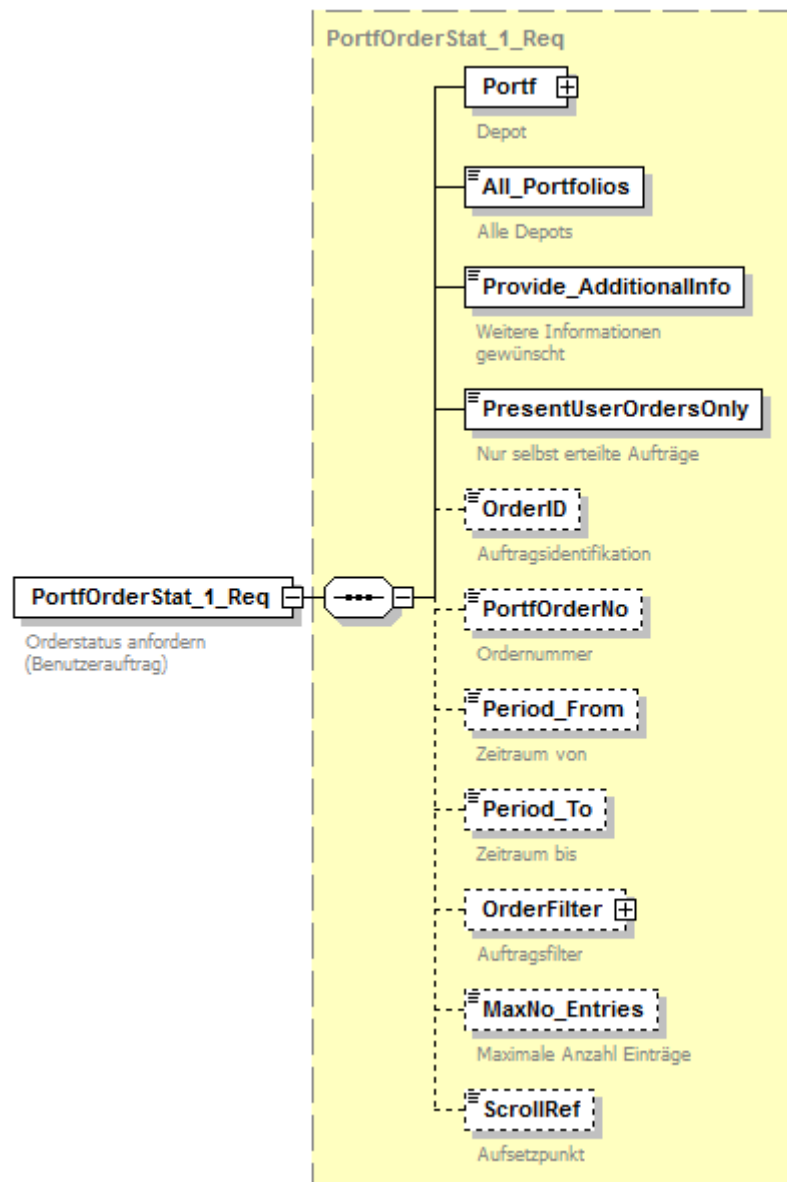 PortfOrderStat_1_Req
Portf
Depot
All_Portfolios
Alle Depots
Provide_AdditionalInfo
Weitere Informationen
gewünscht
PresentUserOrdersOnly
Nur selbst erteilte Aufträge
OrderID
Auftragsidentifikation
PortfOrderStat_1_Req
Orderstatus anfordern
(Benutzerauftrag)
PortfOrderNo
Ordernummer
Period_From
Zeitraum von
Period_To
Zeitraum bis
OrderFilter
Auftragsfilter
MaxNo_Entries
Maximale Anzahl Einträge
ScrollRef
Aufsetzpunkt